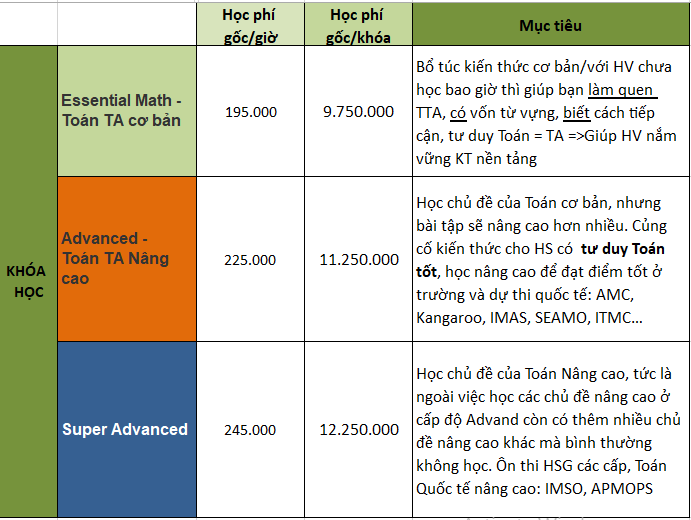 Học phí
gốc/giờ
Học phí
gốc/khóa
Mục tiêu
KHÓA
HỌC
Essential Math -
Toán TA cơ bản
195.000
9.750.000
Bổ túc kiến thức cơ bản/với HV chưa
học bao giờ thì giúp bạn làm quen
TTA, có vốn từ vựng, biết cách tiếp
cận, tư duy Toán = TA =>Giúp HV nắm
vững KT nền tảng
Advanced -
Toán TA Nâng
cao
225.000
11.250.000
Học chủ đề của Toán cơ bản, nhưng
bài tập sẽ nâng cao hơn nhiều. Củng
cố kiến thức cho HS có tư duy Toán
tốt, học nâng cao để đạt điểm tốt ở
trường và dự thi quốc tế: AMC,
Kangaroo, IMAS, SEAMO, ITMC...
Super Advanced
245.000
12.250.000
Học chủ đề của Toán Nâng cao, tức là
ngoài việc học các chủ đề nâng cao ở
cấp độ Advand còn có thêm nhiều chủ
đề nâng cao khác mà bình thường
không học. Ôn thi HSG các cấp, Toán
Quốc tế nâng cao: IMSO, APMOPS